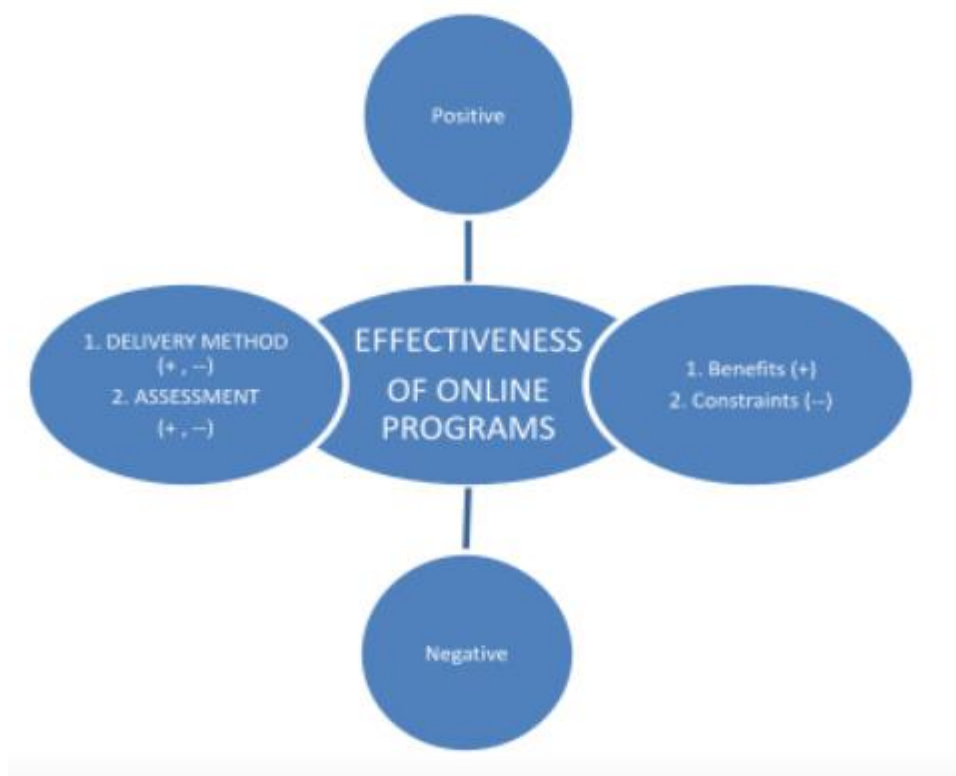 Positive
1. DELIVERY METHOD
(+ , --)
2. ASSESSMENT
(+ , --)
EFFECTIVENESS
OF ONLINE
PROGRAMS
1. Benefits (+)
2. Constraints (--)
Negative